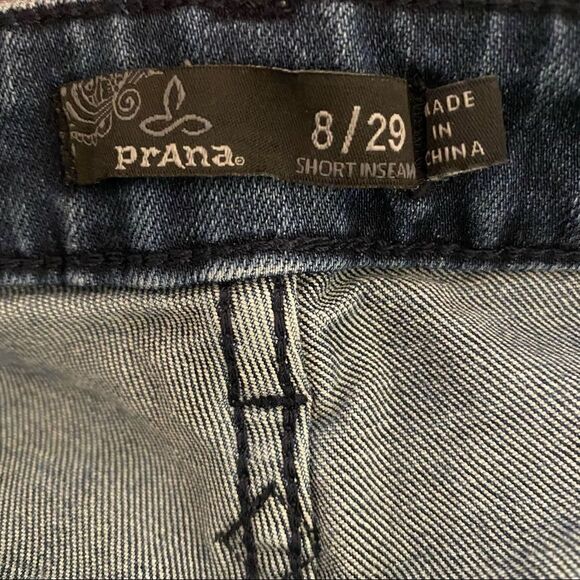 prAna®
8/29
SHORT INSEAM
MADE
IN
CHINA